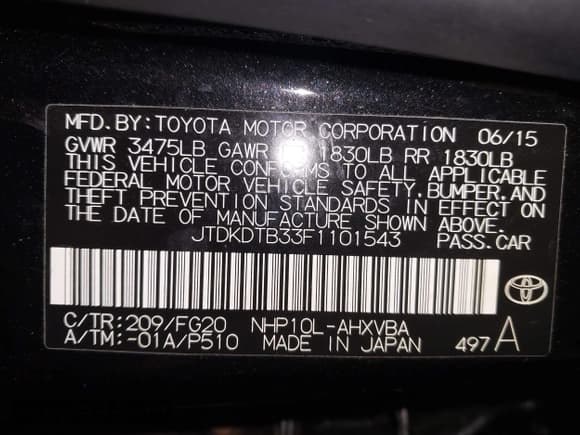 MFD.BY:TOYOTA MOTOR CORPORATION 06/15
GVWR 3475LB GAWR 1830LB RR 1830LB
THIS VEHICLE CONFORMS TO ALL APPLICABLE
FEDERAL MOTOR VEHICLE SAFETY, BUMPER, AND
THEFT PREVENTION STANDARDS IN EFFECT ON
THE DATE OF MANUFACTURE SHOWN ABOVE.
JTDKDTB33F1101543 PASS.CAR
C/TR:209/FG20 NHP10L-AHXVBA
A/TM:-01A/P510 MADE IN JAPAN 497A